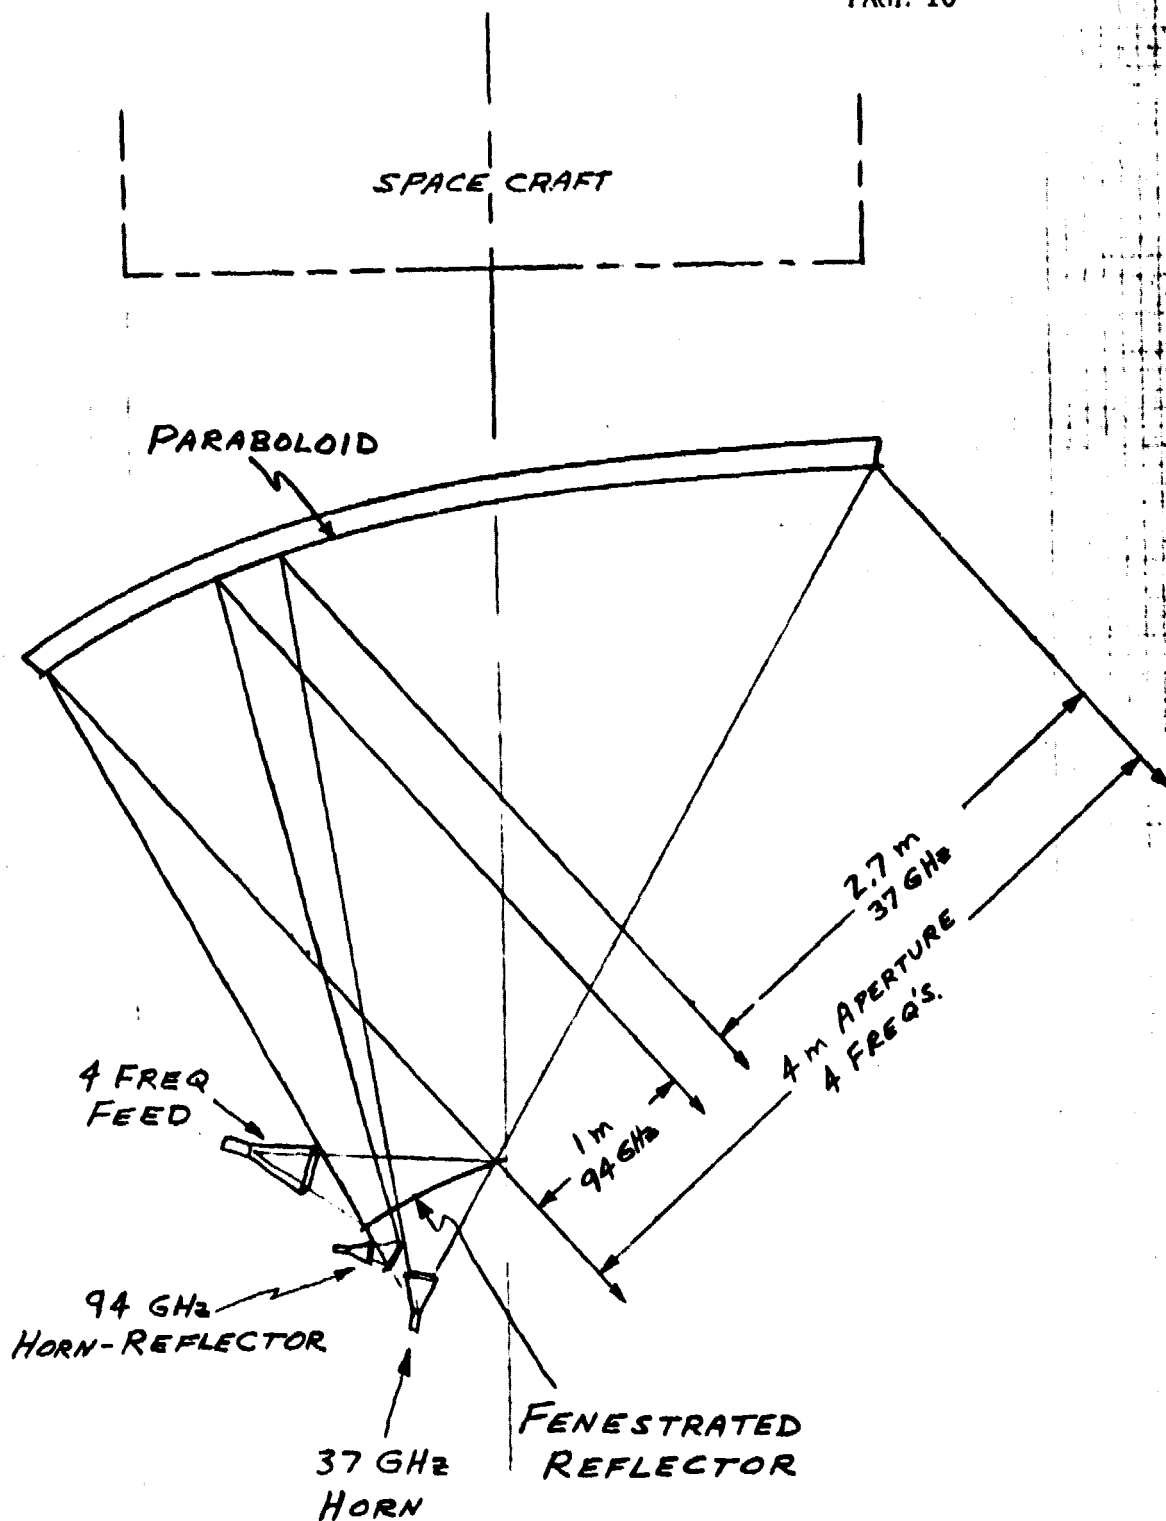 SPACE CRAFT
PARABOLOID
2.7 m
37 GHz
4 m APERTURE
4 FREQ'S.
1 m
94 GHz
4 FREQ
FEED
94 GHz
HORN-REFLECTOR
37 GHz
HORN
FENESTRATED
REFLECTOR